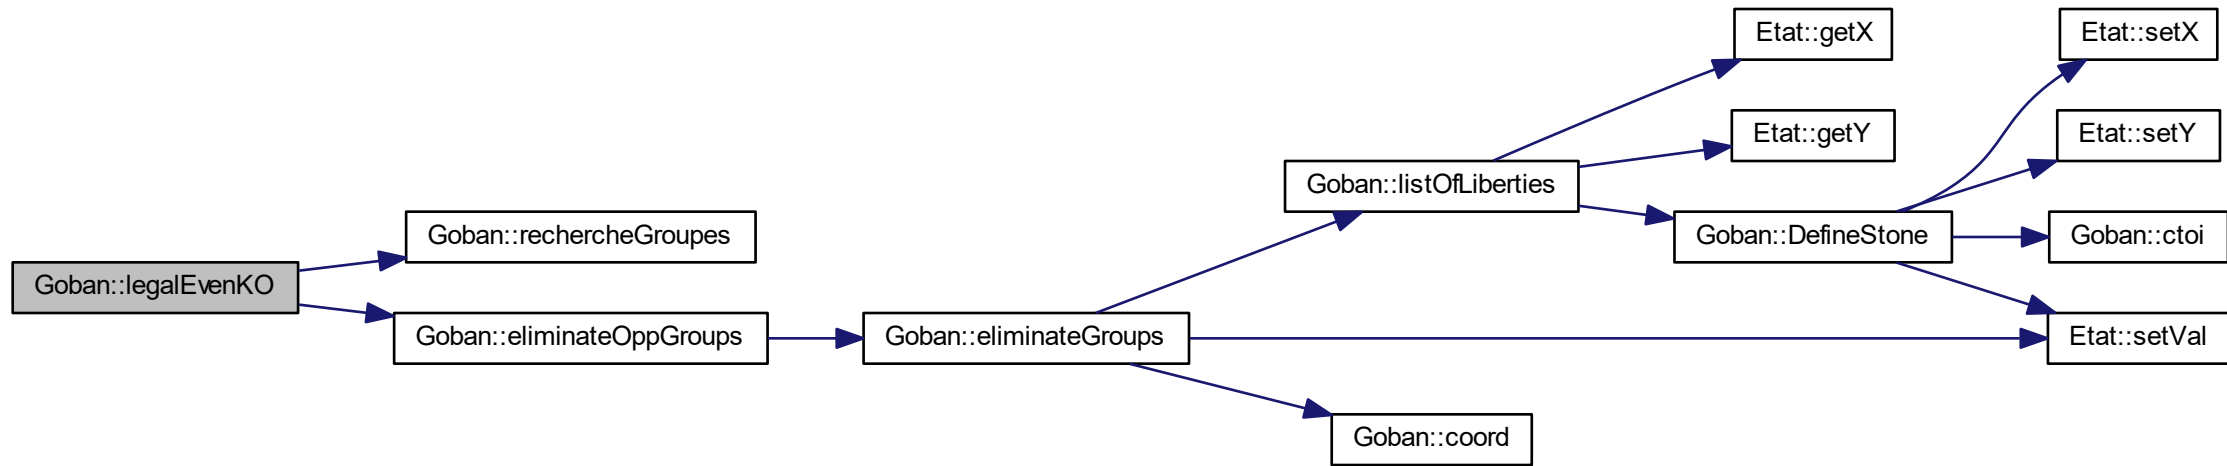 Goban::legalEvenKO
Goban::rechercheGroupes
Goban::eliminateOppGroups
Goban::eliminateGroups
Goban::listOfLiberties
Etat::getX
Etat::getY
Goban::DefineStone
Etat::setX
Etat::setY
Goban::ctoi
Etat::setVal
Goban::coord